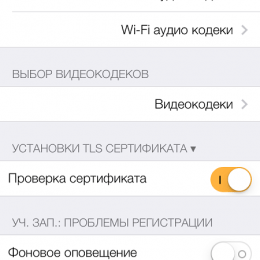 Wi-Fi аудио кодеки
ВЫБОР ВИДЕОКОДЕКОВ
Видеокодеки
УСТАНОВКИ TLS СЕРТИФИКАТА ▾
Проверка сертификата
УЧ. ЗАП.: ПРОБЛЕМЫ РЕГИСТРАЦИИ
Фоновое оповещение